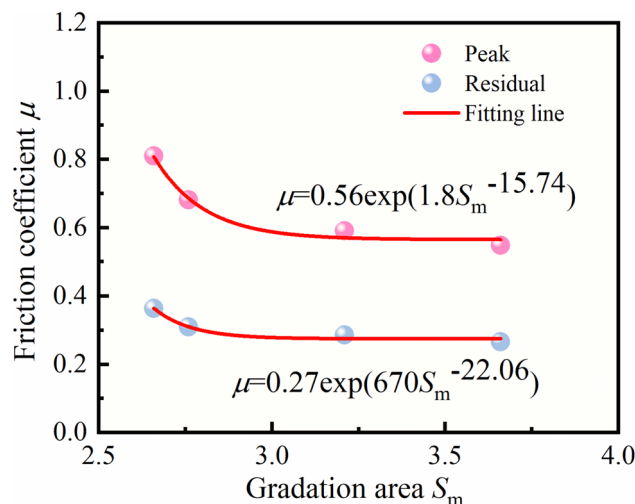 1.2
1.0
0.8
0.6
0.4
0.2
0.0
Friction coefficient μ
Peak
Residual
Fitting line
μ=0.56exp(1.8Sm-15.74)
μ=0.27exp(670Sm-22.06)
2.5 3.0 3.5 4.0
Gradation area Sm